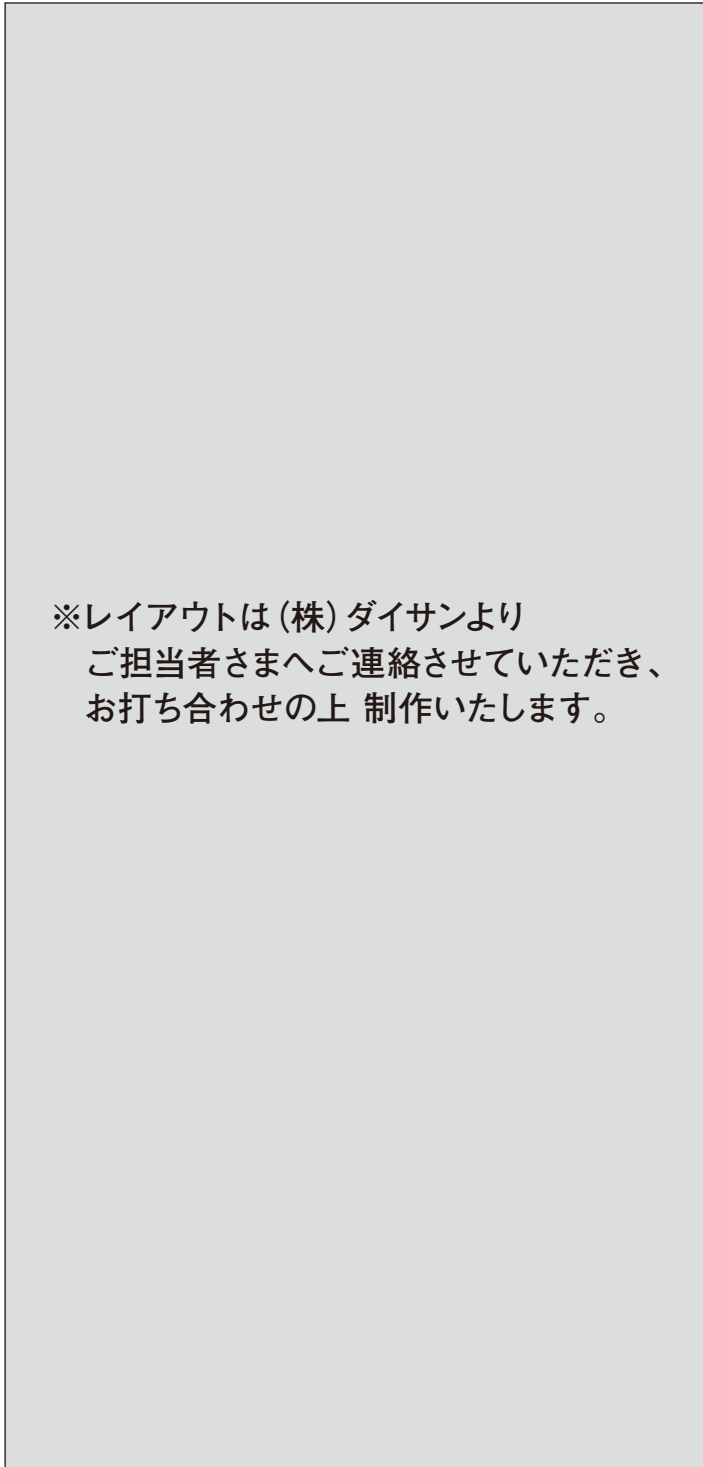 ※レイアウトは(株)ダイサンより
ご担当者さまへご連絡させていただき、
お打ち合わせの上 制作いたします。